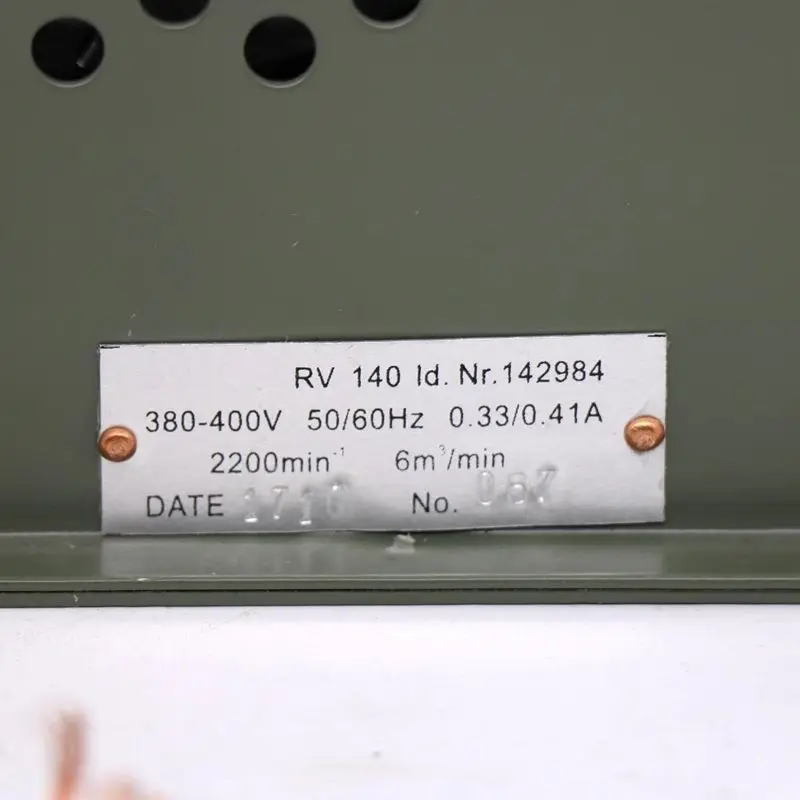 RV 140 Id. Nr.142984
380-400V 50/60Hz 0.33/0.41A
2200min⁻¹ 6m³/min
DATE No.